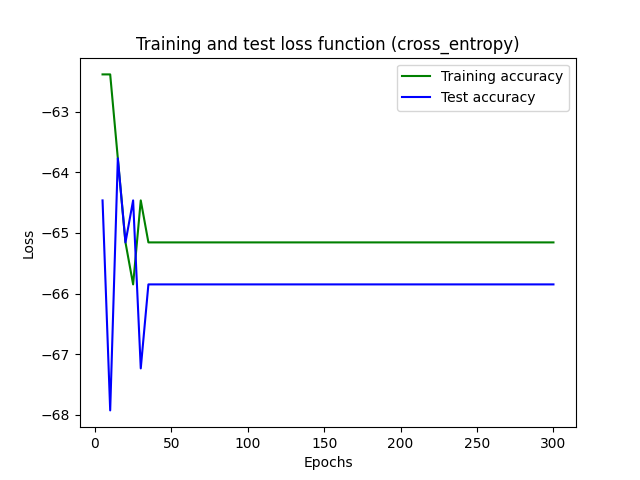 Training and test loss function (cross_entropy)
Training accuracy
Test accuracy
−63
−64
−65
−66
−67
−68
Loss
0
50
100
150
200
250
300
Epochs